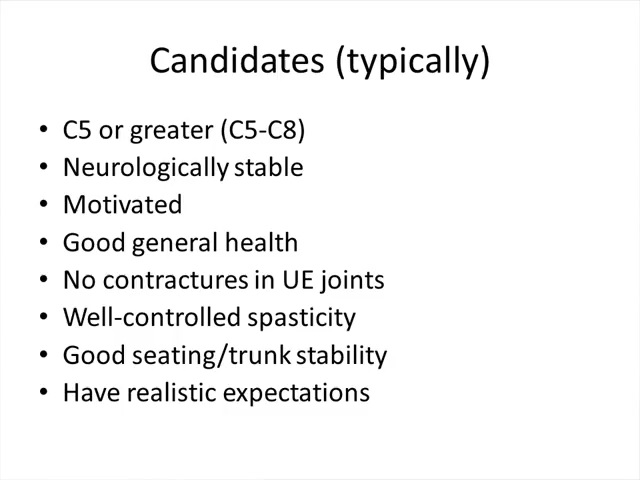 Candidates (typically)
• C5 or greater (C5-C8)
• Neurologically stable
• Motivated
• Good general health
• No contractures in UE joints
• Well-controlled spasticity
• Good seating/trunk stability
• Have realistic expectations